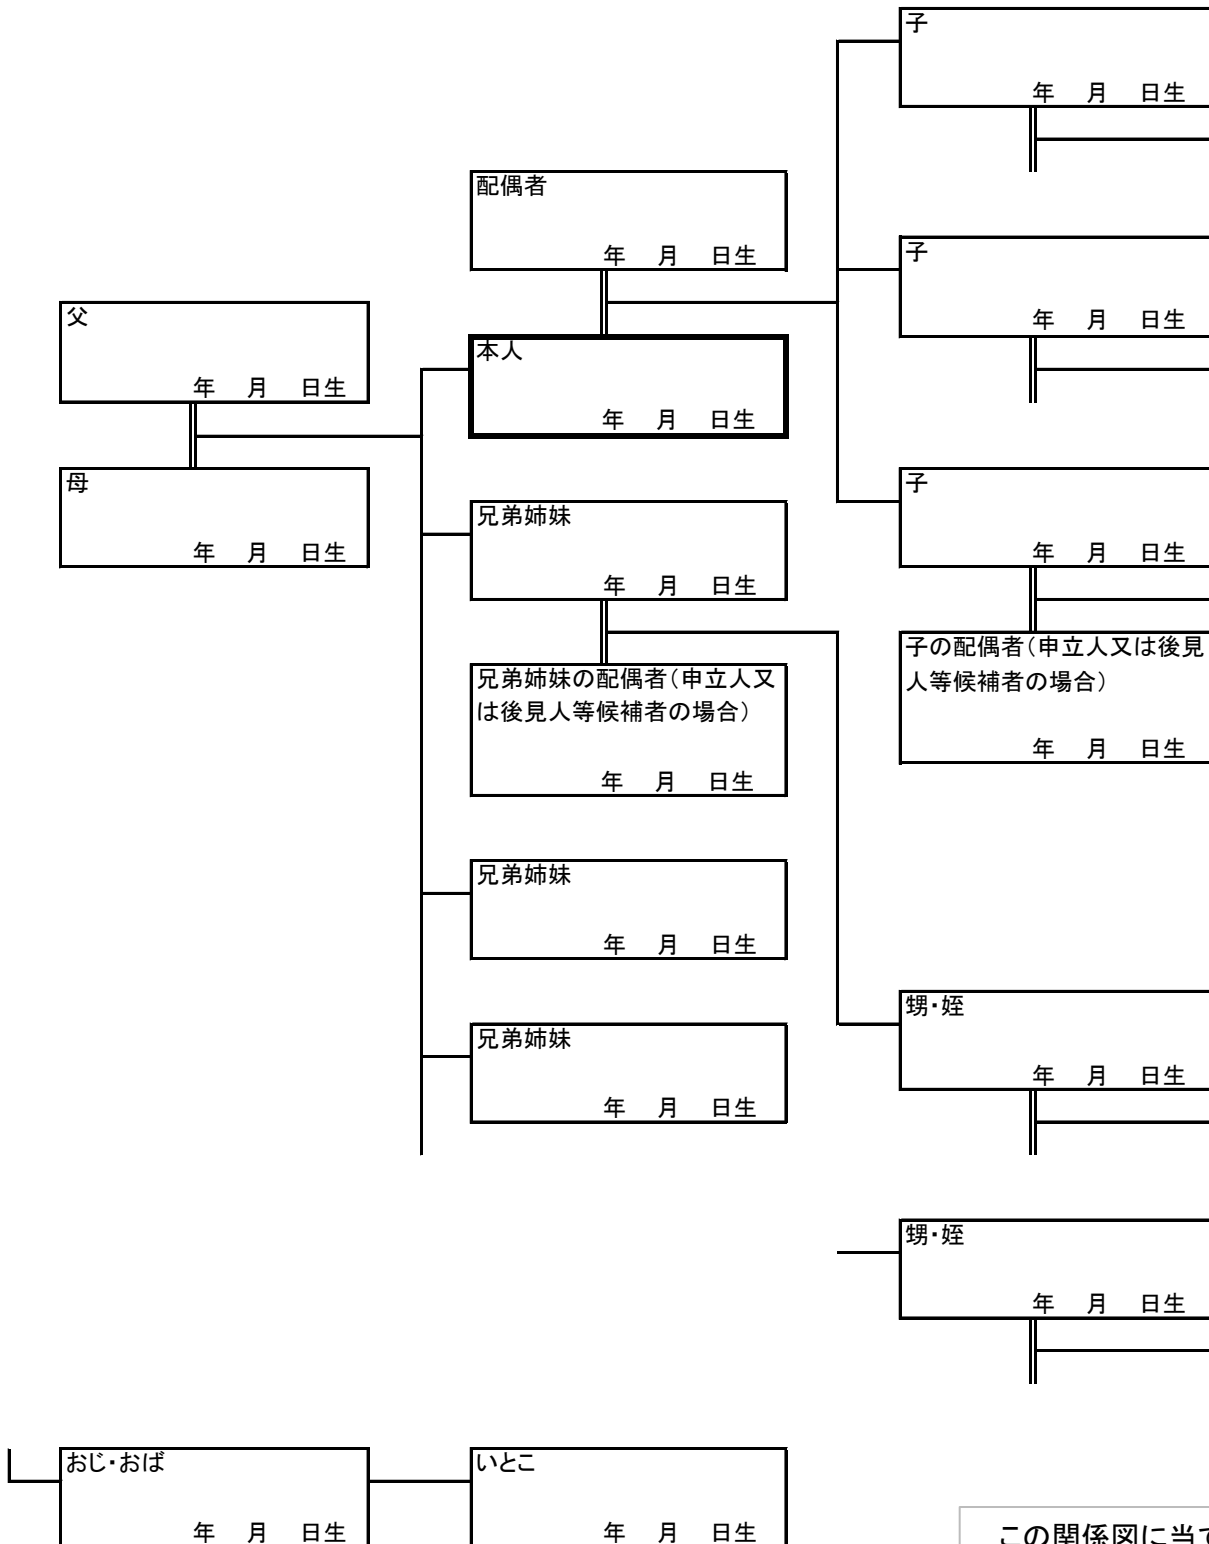 子
年 月 日生
配偶者
年 月 日生
子
年 月 日生
父
年 月 日生
本人
年 月 日生
母
年 月 日生
子
年 月 日生
兄弟姉妹
年 月 日生
子の配偶者（申立人又は後見
人等候補者の場合）
年 月 日生
兄弟姉妹の配偶者（申立人又
は後見人等候補者の場合）
年 月 日生
兄弟姉妹
年 月 日生
甥・姪
年 月 日生
兄弟姉妹
年 月 日生
甥・姪
年 月 日生
おじ・おば
年 月 日生
いとこ
年 月 日生
この関係図に当て